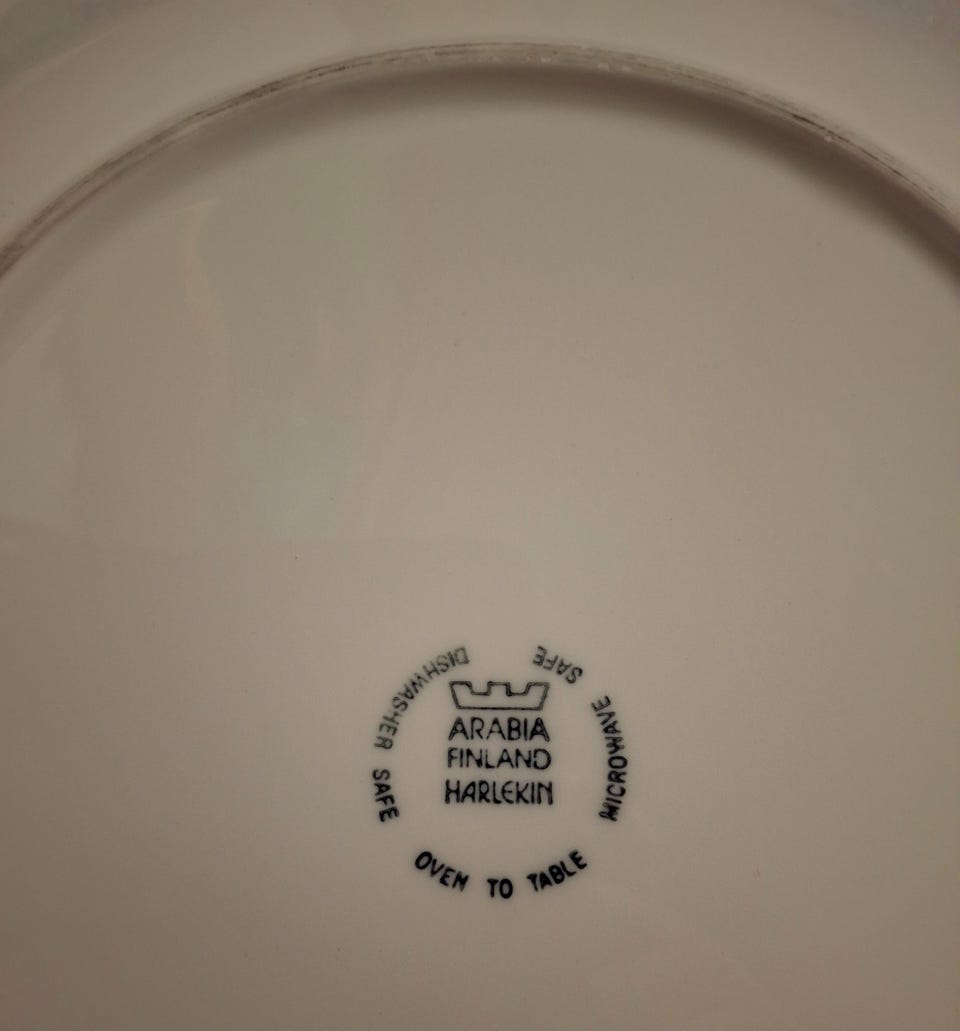 ARABIA
FINLAND
HARLEKIN
DISHWASHER SAFE
OVEN TO TABLE
MICROWAVE SAFE